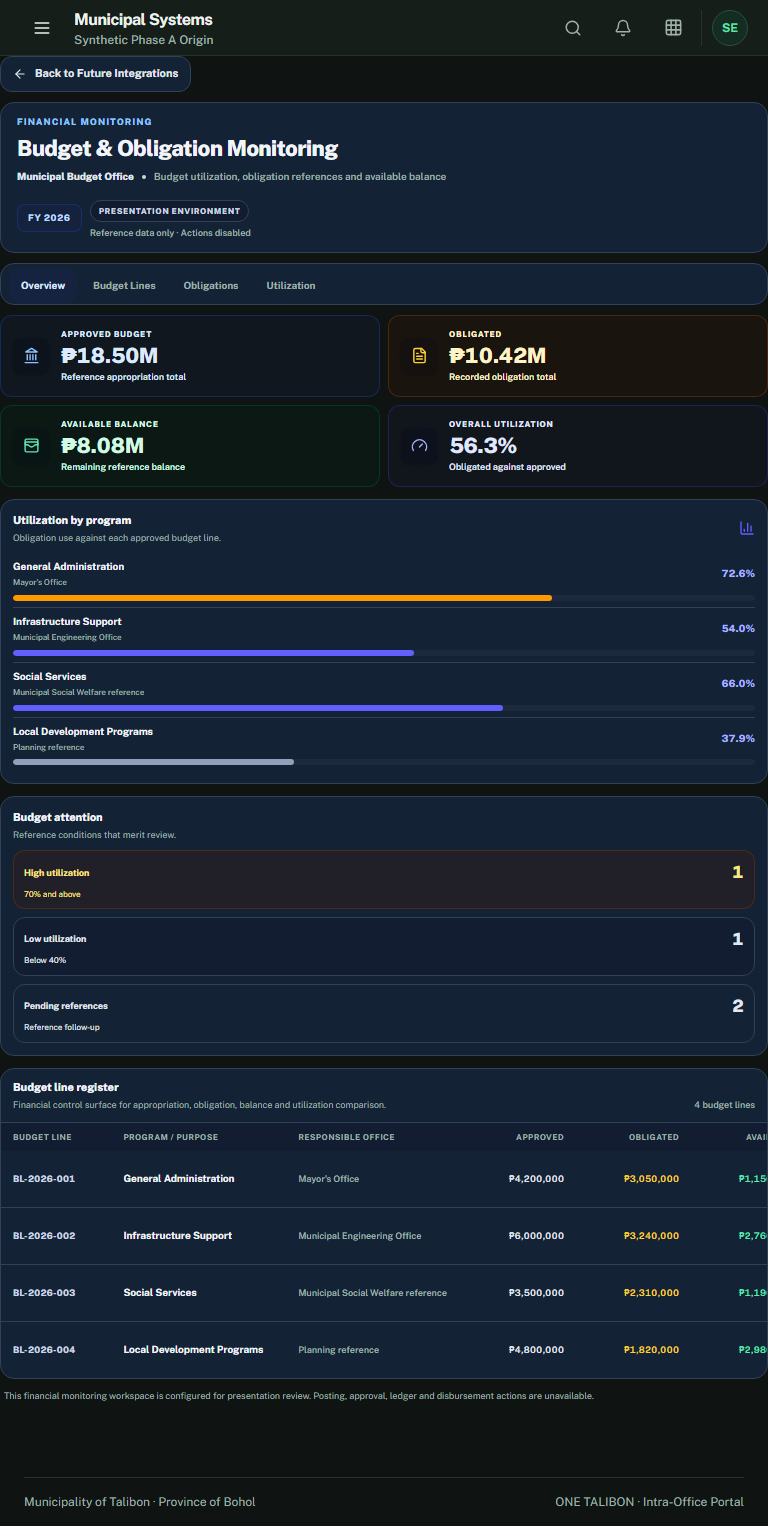 Municipal Systems
Synthetic Phase A Origin
SE
Back to Future Integrations
FINANCIAL MONITORING
Budget & Obligation Monitoring
Municipal Budget Office • Budget utilization, obligation references and available balance
FY 2026
PRESENTATION ENVIRONMENT
Reference data only · Actions disabled
Overview Budget Lines Obligations Utilization
APPROVED BUDGET
₱18.50M
Reference appropriation total
OBLIGATED
₱10.42M
Recorded obligation total
AVAILABLE BALANCE
₱8.08M
Remaining reference balance
OVERALL UTILIZATION
56.3%
Obligated against approved
Utilization by program
Obligation use against each approved budget line.
General Administration
Mayor's Office
72.6%
Infrastructure Support
Municipal Engineering Office
54.0%
Social Services
Municipal Social Welfare reference
66.0%
Local Development Programs
Planning reference
37.9%
Budget attention
Reference conditions that merit review.
High utilization
70% and above
1
Low utilization
Below 40%
1
Pending references
Reference follow-up
2
Budget line register
Financial control surface for appropriation, obligation, balance and utilization comparison.
4 budget lines
BUDGET LINE PROGRAM / PURPOSE RESPONSIBLE OFFICE APPROVED OBLIGATED
BL-2026-001 General Administration Mayor's Office ₱4,200,000 ₱3,050,000
BL-2026-002 Infrastructure Support Municipal Engineering Office ₱6,000,000 ₱3,240,000
BL-2026-003 Social Services Municipal Social Welfare reference ₱3,500,000 ₱2,310,000
BL-2026-004 Local Development Programs Planning reference ₱4,800,000 ₱1,820,000
This financial monitoring workspace is configured for presentation review. Posting, approval, ledger and disbursement actions are unavailable.
Municipality of Talibon · Province of Bohol
ONE TALIBON · Intra-Office Portal